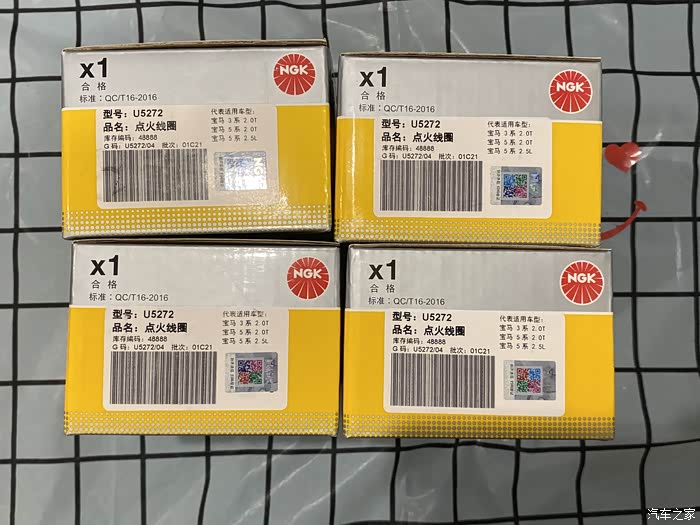 x1
合格
标准：QC/T16-2016
NGK
型号：U5272
品名：点火线圈
库存编码：48888
G 码：U5272/04 批次：01C21
代表适用车型：
宝马 3 系 2.0T
宝马 5 系 2.0T
宝马 5 系 2.5L
NGK
x1
合格
标准：QC/T16-2016
NGK
型号：U5272
品名：点火线圈
库存编码：48888
G 码：U5272/04 批次：01C21
代表适用车型：
宝马 3 系 2.0T
宝马 5 系 2.0T
宝马 5 系 2.5L
x1
合格
标准：QC/T16-2016
NGK
型号：U5272
品名：点火线圈
库存编码：48888
G 码：U5272/04 批次：01C21
代表适用车型：
宝马 3 系 2.0T
宝马 5 系 2.0T
宝马 5 系 2.5L
x1
合格
标准：QC/T16-2016
NGK
型号：U5272
品名：点火线圈
库存编码：48888
G 码：U5272/04 批次：01C21
代表适用车型：
宝马 3 系 2.0T
宝马 5 系 2.0T
宝马 5 系 2.5L
汽车之家